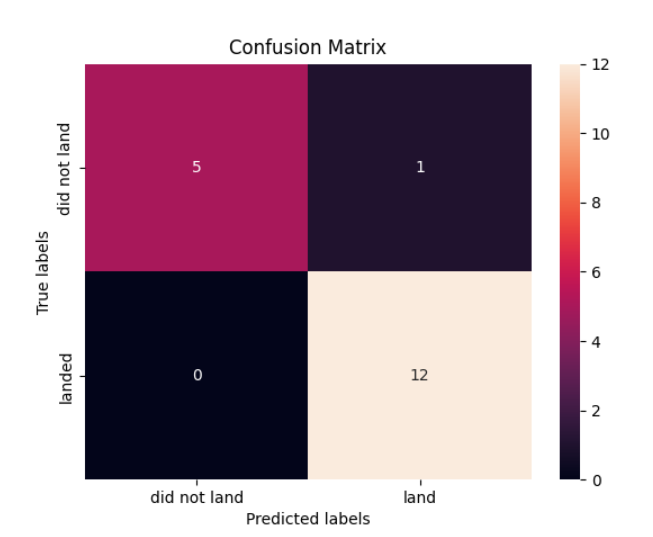 Confusion Matrix
True labels
did not land
5
1
landed
0
12
did not land
land
Predicted labels
12
10
8
6
4
2
0